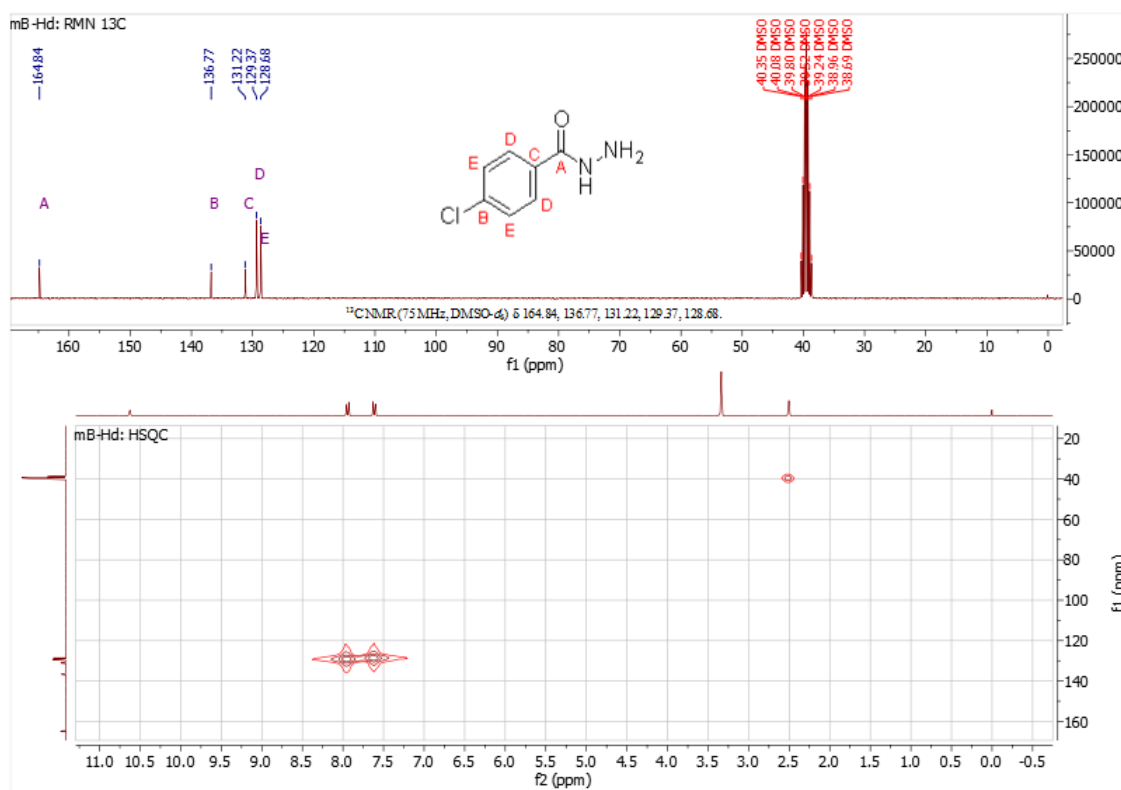 mB-Hd: RMN 13C
164.84
136.77
131.22
129.37
128.68
40.35 DMSO
40.08 DMSO
39.80 DMSO
39.52 DMSO
39.24 DMSO
38.96 DMSO
38.69 DMSO
250000
200000
150000
100000
50000
0
A
B
C
D
E
O
D
C
A
NH2
N
H
E
D
B
E
Cl
13C NMR (75 MHz, DMSO-d6) δ 164.84, 136.77, 131.22, 129.37, 128.68.
160 150 140 130 120 110 100 90 80 70 60 50 40 30 20 10 0
f1 (ppm)
mB-Hd: HSQC
20
40
60
80
100
120
140
160
f1 (ppm)
11.0 10.5 10.0 9.5 9.0 8.5 8.0 7.5 7.0 6.5 6.0 5.5 5.0 4.5 4.0 3.5 3.0 2.5 2.0 1.5 1.0 0.5 0.0 -0.5
f2 (ppm)